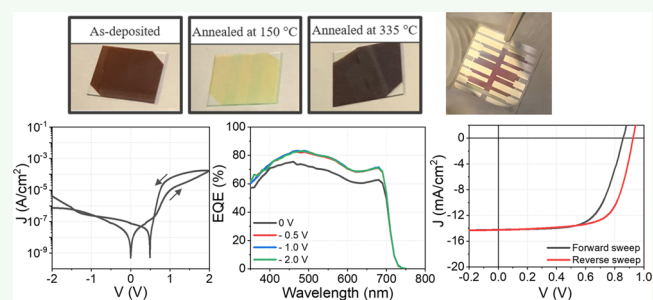 As-deposited
Annealed at 150 °C
Annealed at 335 °C
J (A/cm²)
10⁻¹
10⁻³
10⁻⁵
10⁻⁷
10⁻⁹
-2 -1 0 1 2
V (V)
EQE (%)
100
80
60
40
20
0
0 V
- 0.5 V
- 1.0 V
- 2.0 V
400 500 600 700 800
Wavelength (nm)
J (mA/cm²)
0
-4
-8
-12
-16
-20
Forward sweep
Reverse sweep
-0.2 0.0 0.2 0.4 0.6 0.8 1.0
V (V)